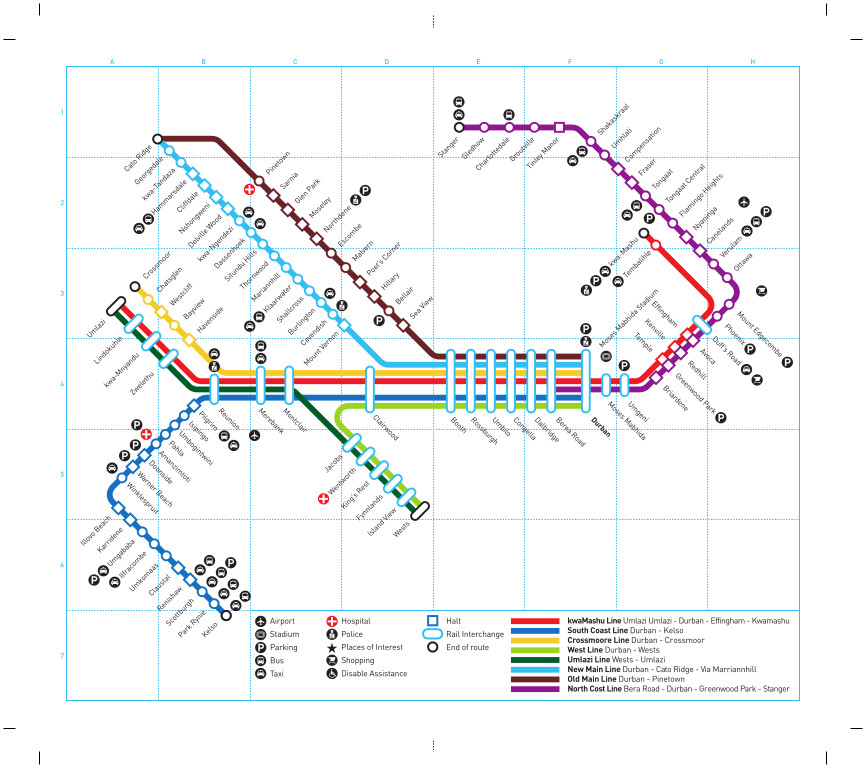 A B C D E F G H
1
2
3
4
5
6
7
Stanger
Gledhow
Charlottedale
Groutville
Tinley Manor
Shakaskraal
Umhlali
Compensation
Fraser
Tongaat
Tongaat Central
Flamingo Heights
Nyaninga
Canelands
Verulam
Ottawa
Mount Edgecombe
Phoenix
Duff's Road
Avoca
Redhill
Greenwood Park
Briardene
kwa-Mashu
Tembalihle
Effingham
Kenville
Temple
Moses Mabhida Stadium
Umgeni
Moses Mabhida
Durban
Berea Road
Dalbridge
Congella
Umbilo
Rossburgh
Booth
Clairwood
Montclair
Merebank
Reunion
Cato Ridge
Georgedale
kwa-Tandaza
Hammarsdale
Cliffdale
Nshongweni
Delville Wood
kwa-Ngendezi
Dassenhoek
Situndu Hills
Thornwood
Mariannhill
Klaarwater
Shallcross
Burlington
Cavendish
Mount Vernon
Pinetown
Sarnia
Glen Park
Moseley
Northdene
Escombe
Malvern
Poet's Corner
Hillary
Bellair
Sea View
Crossmoor
Chatsglen
Westcliff
Bayview
Havenside
Umlazi
Lindokuhle
kwa-Mnyandu
Zwelethu
Pilgrim
Isipingo
Umbogintwini
Pahla
Amanzimtoti
Doonside
Warner Beach
Winklespruit
Illovo Beach
Karridene
Umgababa
Ilfracombe
Umkomaas
Claustal
Renishaw
Scottburgh
Park Rynie
Kelso
Jacobs
Wentworth
King's Rest
Fynnlands
Island View
Wests
Airport
Stadium
Parking
Bus
Taxi
Hospital
Police
Places of Interest
Shopping
Disable Assistance
Halt
Rail Interchange
End of route
kwaMashu Line Umlazi Umlazi - Durban - Effingham - Kwamashu
South Coast Line Durban - Kelso
Crossmoore Line Durban - Crossmoor
West Line Durban - Wests
Umlazi Line Wests - Umlazi
New Main Line Durban - Cato Ridge - Via Marriannhill
Old Main Line Durban - Pinetown
North Cost Line Bera Road - Durban - Greenwood Park - Stanger